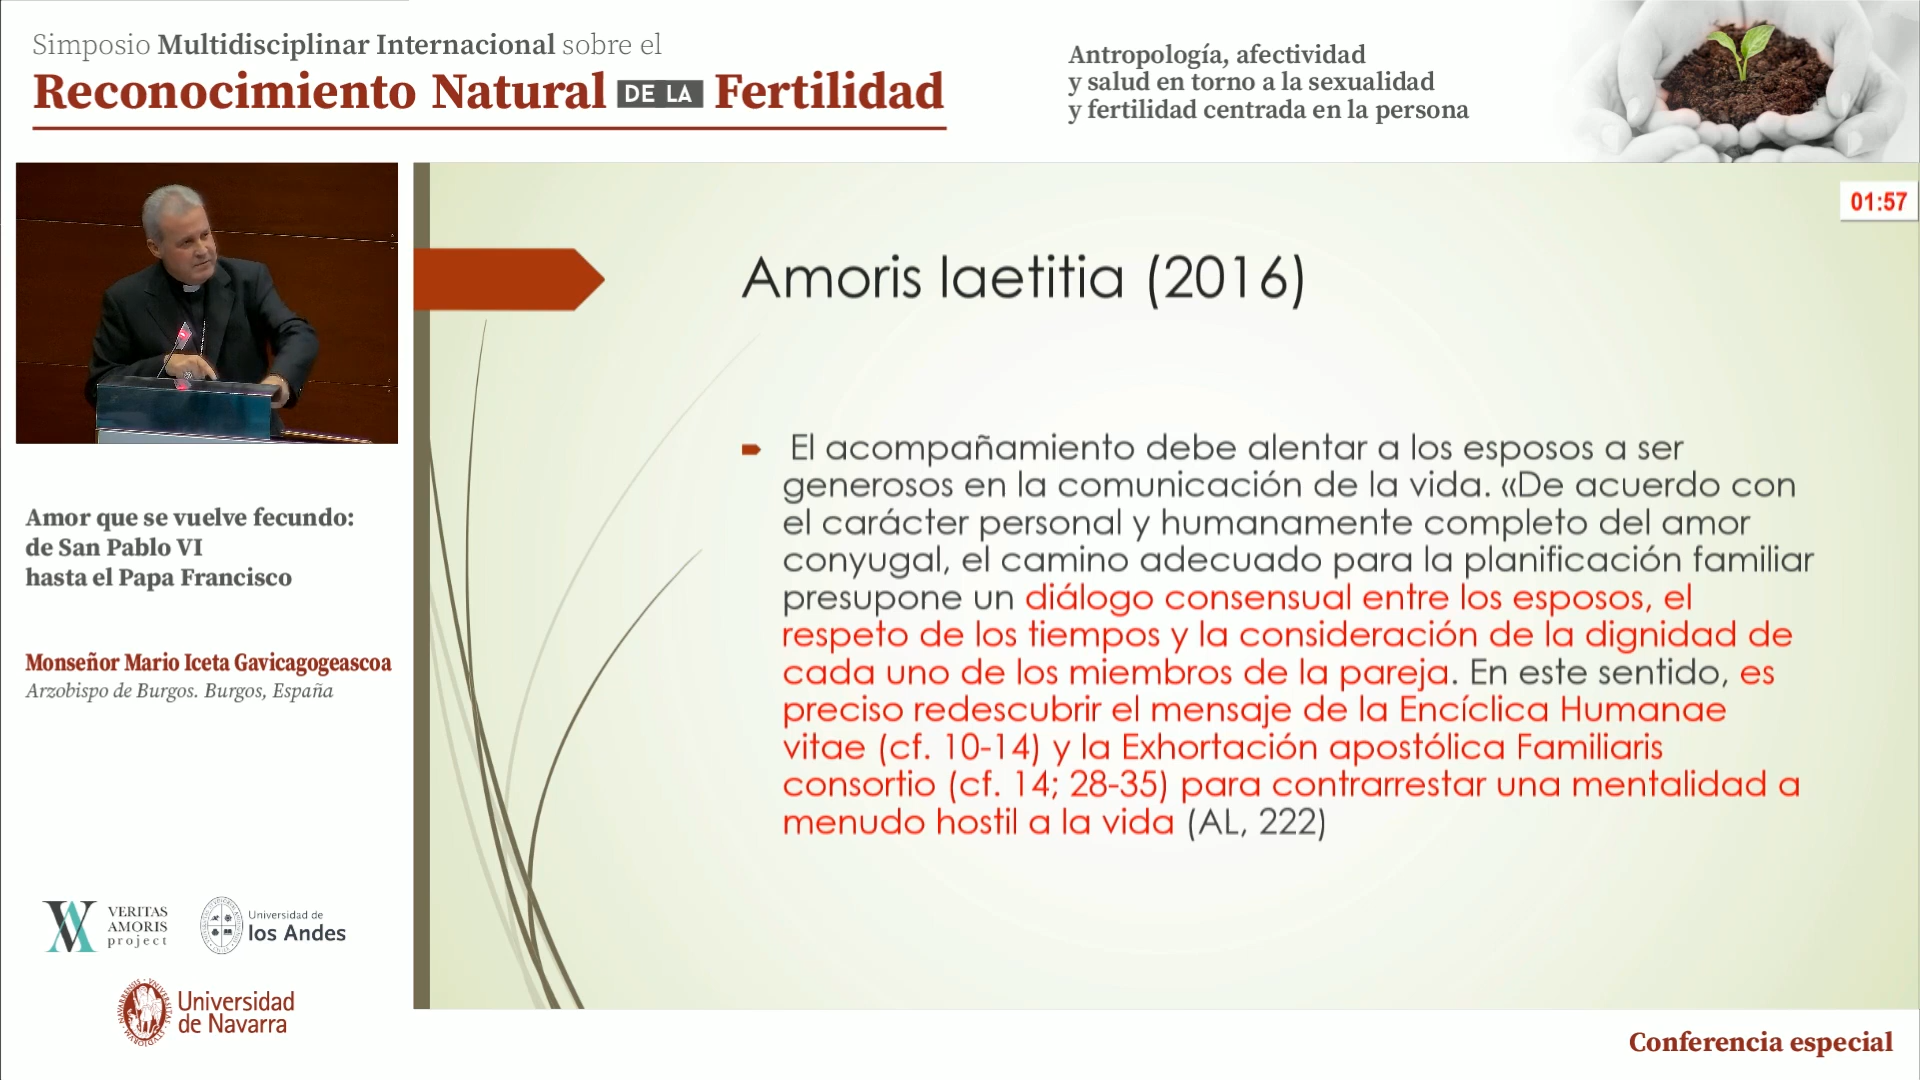 Simposio Multidisciplinar Internacional sobre el
Reconocimiento Natural DE LA Fertilidad
Antropología, afectividad
y salud en torno a la sexualidad
y fertilidad centrada en la persona
01:57
Amoris laetitia (2016)
El acompañamiento debe alentar a los esposos a ser
generosos en la comunicación de la vida. «De acuerdo con
el carácter personal y humanamente completo del amor
conyugal, el camino adecuado para la planificación familiar
presupone un diálogo consensual entre los esposos, el
respeto de los tiempos y la consideración de la dignidad de
cada uno de los miembros de la pareja. En este sentido, es
preciso redescubrir el mensaje de la Encíclica Humanae
vitae (cf. 10-14) y la Exhortación apostólica Familiaris
consortio (cf. 14; 28-35) para contrarrestar una mentalidad a
menudo hostil a la vida (AL, 222)
Amor que se vuelve fecundo:
de San Pablo VI
hasta el Papa Francisco
Monseñor Mario Iceta Gavicagogeascoa
Arzobispo de Burgos. Burgos, España
VERITAS
AMORIS
project
Universidad de
los Andes
Universidad
de Navarra
Conferencia especial